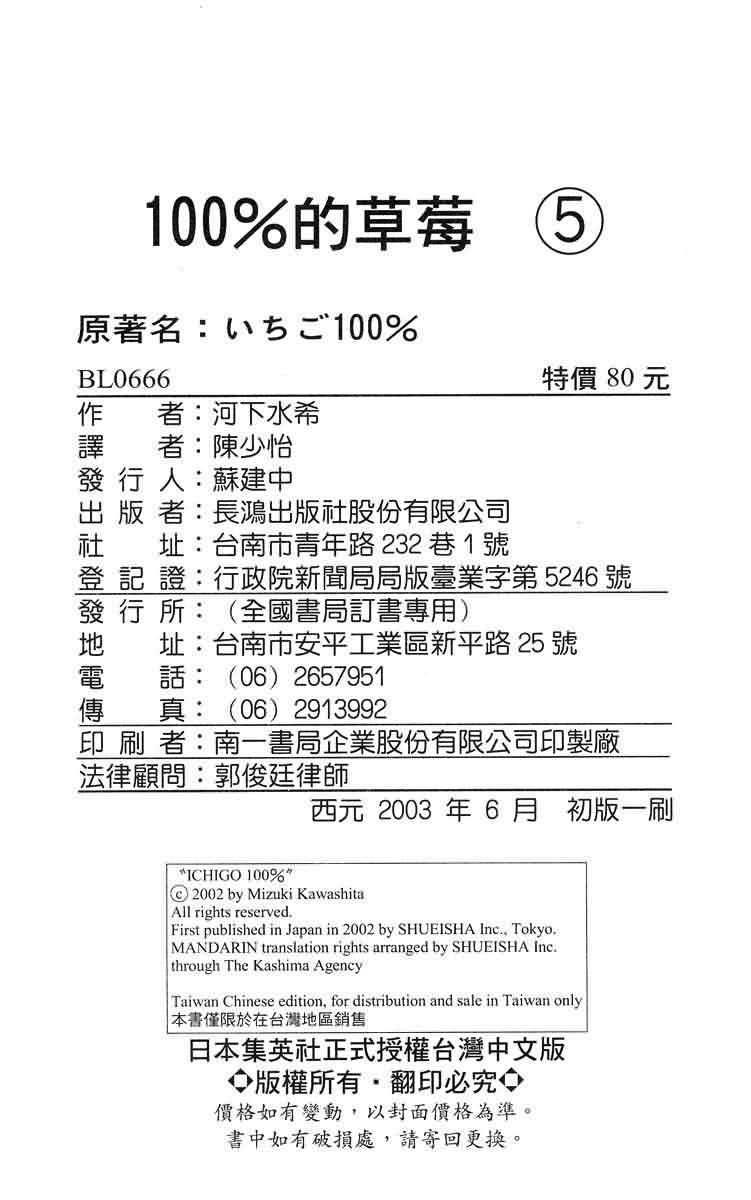 100%的草莓 ⑤
原著名：いちご100%
BL0666 特價 80 元
作者：河下水希
譯者：陳少怡
發行人：蘇建中
出版者：長鴻出版社股份有限公司
社址：台南市青年路 232 巷 1 號
登記證：行政院新聞局局版臺業字第 5246 號
發行所：（全國書局訂書專用）
地址：台南市安平工業區新平路 25 號
電話：（06）2657951
傳真：（06）2913992
印刷者：南一書局企業股份有限公司印製廠
法律顧問：郭俊廷律師
西元 2003 年 6 月 初版一刷
〝ICHIGO 100%〞
ⓒ 2002 by Mizuki Kawashita
All rights reserved.
First published in Japan in 2002 by SHUEISHA Inc., Tokyo.
MANDARIN translation rights arranged by SHUEISHA Inc.
through The Kashima Agency
Taiwan Chinese edition, for distribution and sale in Taiwan only
本書僅限於在台灣地區銷售
日本集英社正式授權台灣中文版
◇版權所有・翻印必究◇
價格如有變動，以封面價格為準。
書中如有破損處，請寄回更換。